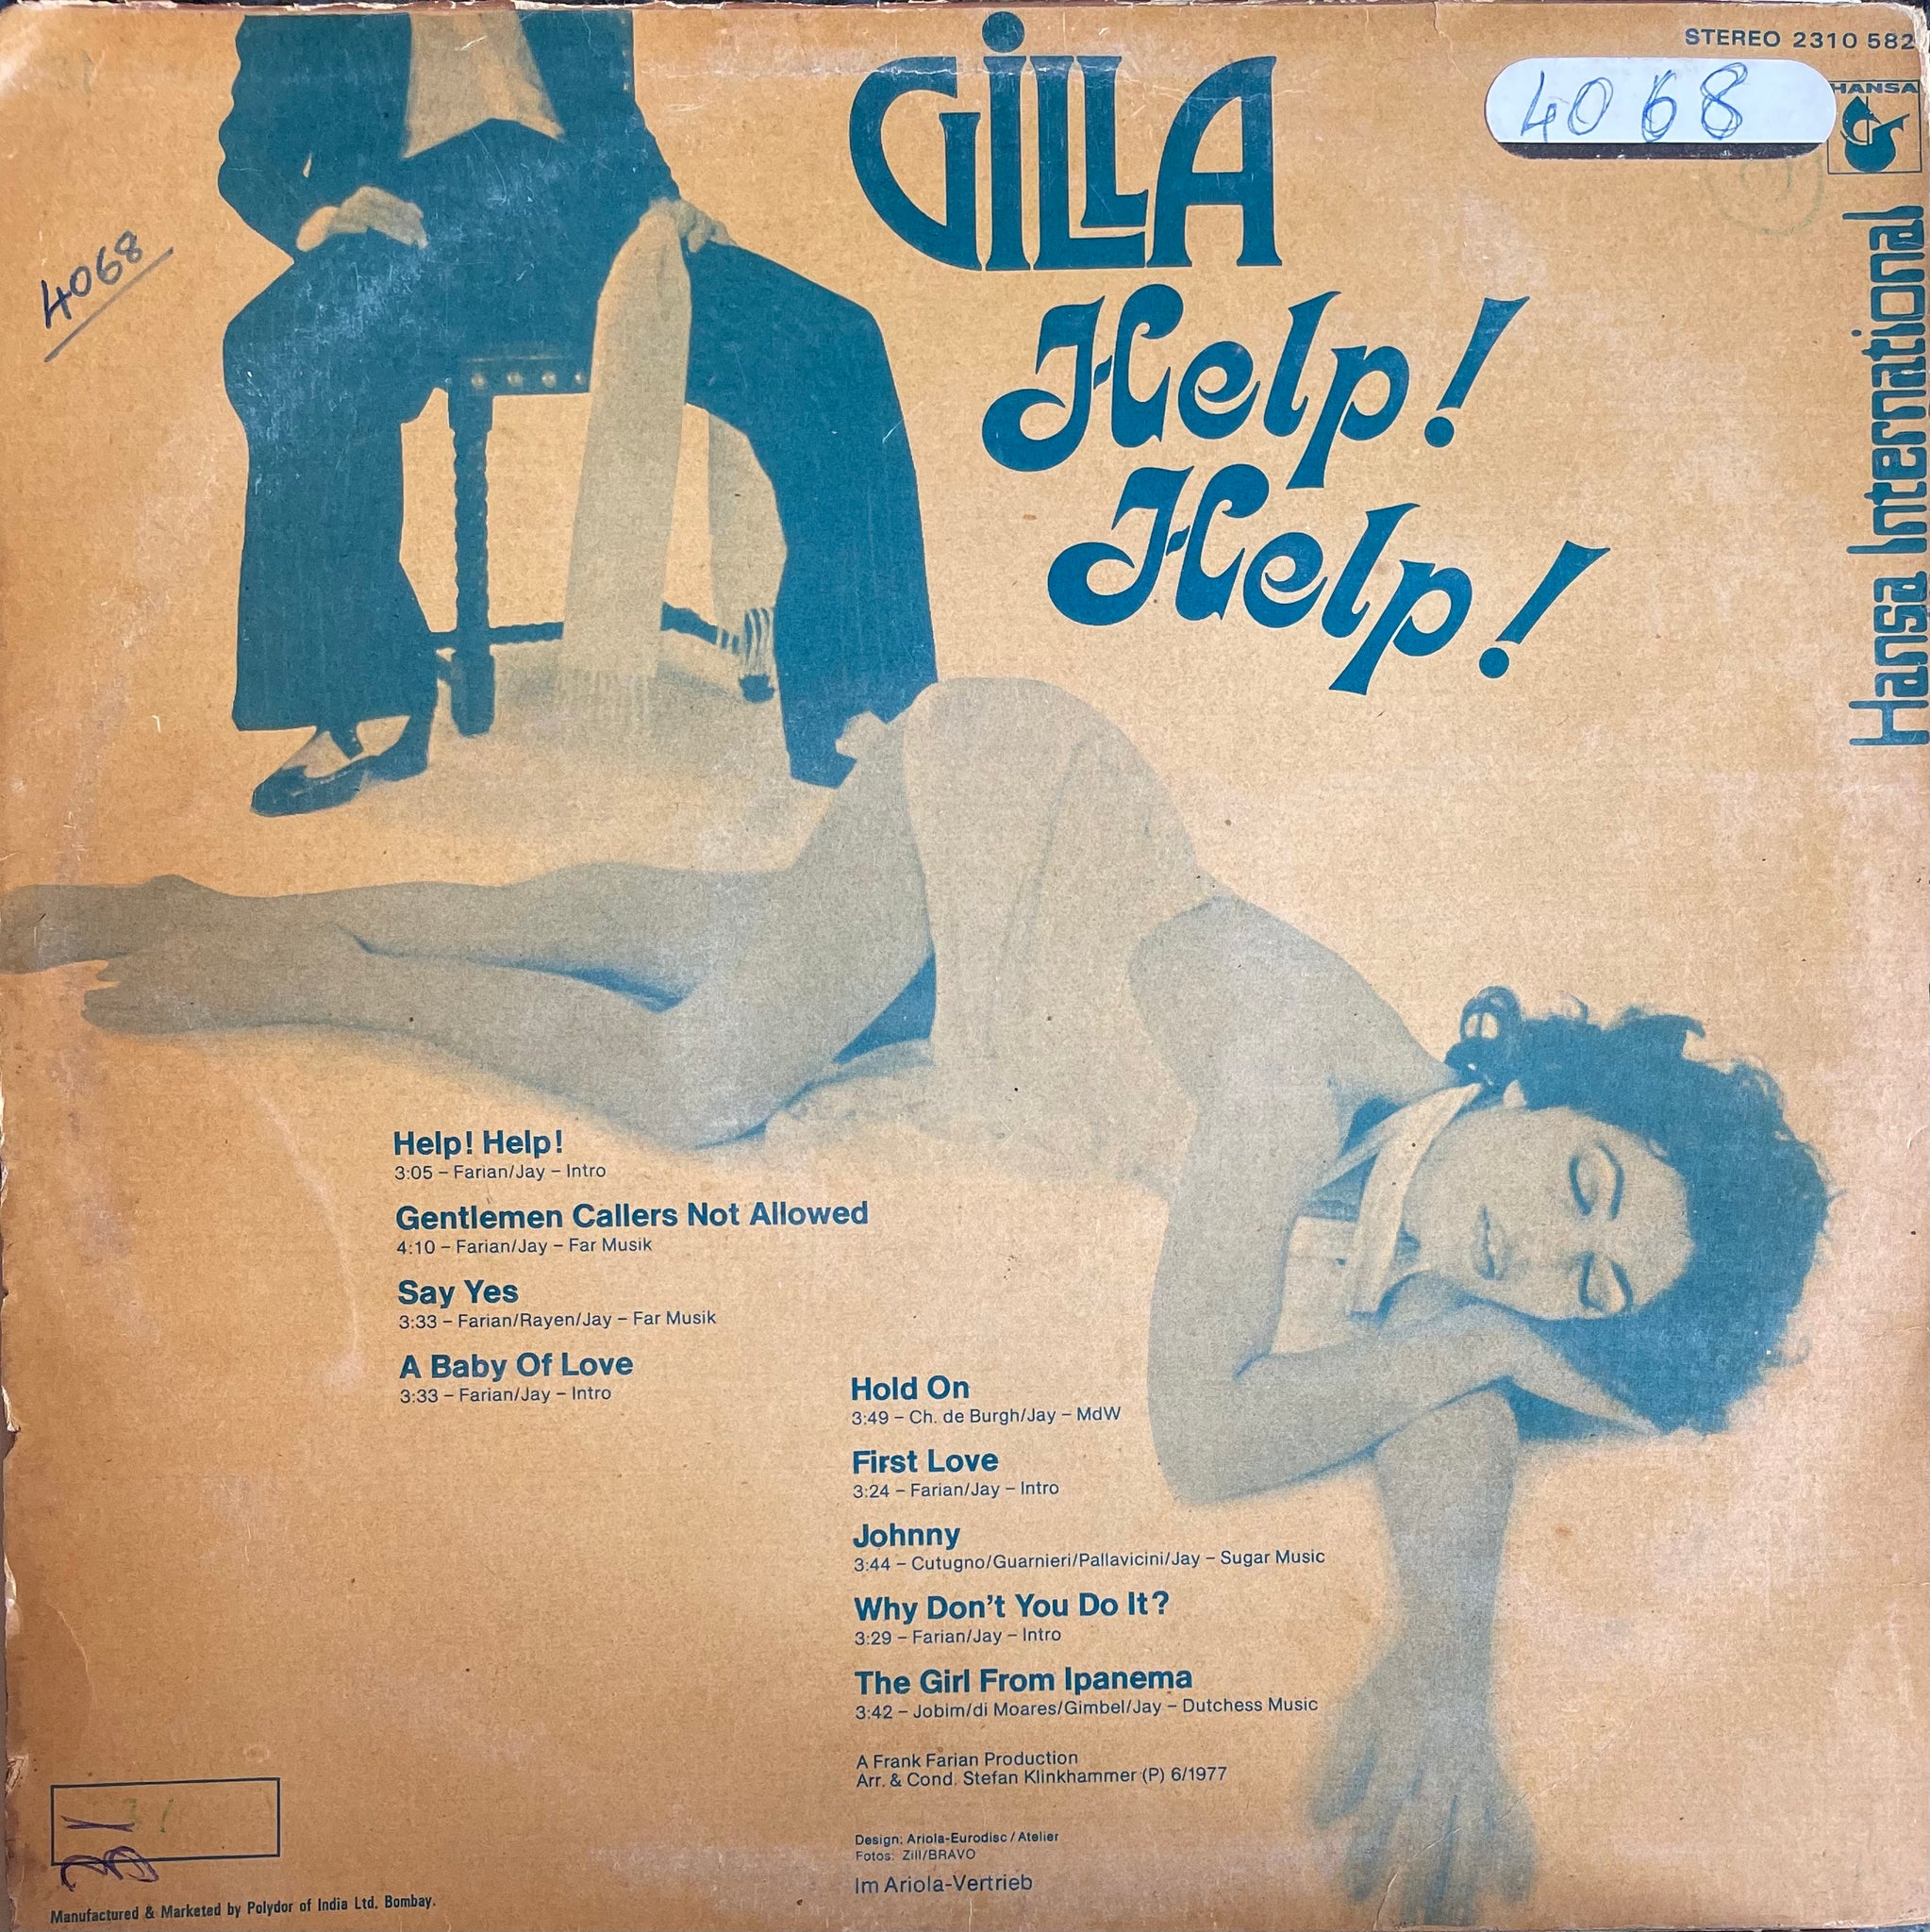 STEREO 2310 582
4068
HANSA
GiLLA
4068
Help!
Help!
Hansa International
Help! Help!
3:05 – Farian/Jay – Intro
Gentlemen Callers Not Allowed
4:10 – Farian/Jay – Far Musik
Say Yes
3:33 – Farian/Rayen/Jay – Far Musik
A Baby Of Love
3:33 – Farian/Jay – Intro
Hold On
3:49 – Ch. de Burgh/Jay – MdW
First Love
3:24 – Farian/Jay – Intro
Johnny
3:44 – Cutugno/Guarnieri/Pallavicini/Jay – Sugar Music
Why Don't You Do It?
3:29 – Farian/Jay – Intro
The Girl From Ipanema
3:42 – Jobim/di Moares/Gimbel/Jay – Dutchess Music
A Frank Farian Production
Arr. & Cond. Stefan Klinkhammer (P) 6/1977
Design: Ariola-Eurodisc / Atelier
Fotos: Zill/BRAVO
Im Ariola-Vertrieb
Manufactured & Marketed by Polydor of India Ltd. Bombay.